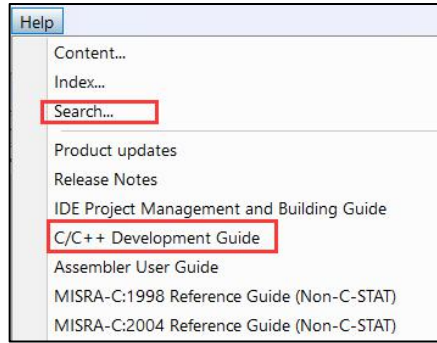 Help
Content...
Index...
Search...
Product updates
Release Notes
IDE Project Management and Building Guide
C/C++ Development Guide
Assembler User Guide
MISRA-C:1998 Reference Guide (Non-C-STAT)
MISRA-C:2004 Reference Guide (Non-C-STAT)